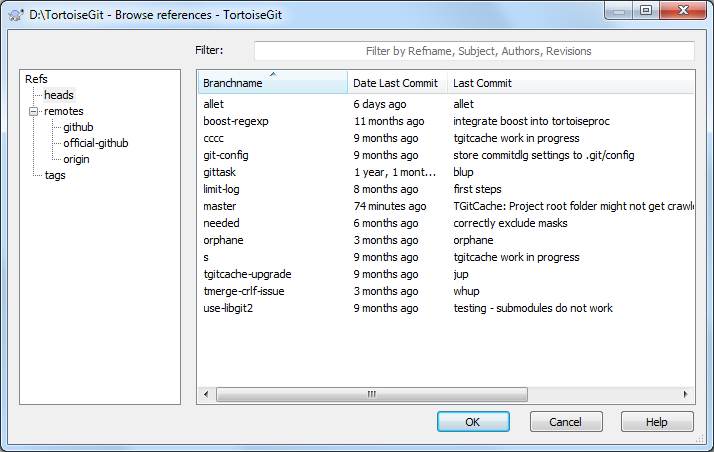 D:\TortoiseGit - Browse references - TortoiseGit
Filter: Filter by Refname, Subject, Authors, Revisions
Refs
heads
remotes
github
official-github
origin
tags
Branchname Date Last Commit Last Commit
allet 6 days ago allet
boost-regexp 11 months ago integrate boost into tortoiseproc
cccc 9 months ago tgitcache work in progress
git-config 9 months ago store commitdlg settings to .git/config
gittask 1 year, 1 mont... blup
limit-log 8 months ago first steps
master 74 minutes ago TGitCache: Project root folder might not get crawle
needed 6 months ago correctly exclude masks
orphane 3 months ago orphane
s 9 months ago tgitcache work in progress
tgitcache-upgrade 9 months ago jup
tmerge-crlf-issue 3 months ago whup
use-libgit2 9 months ago testing - submodules do not work
OK Cancel Help